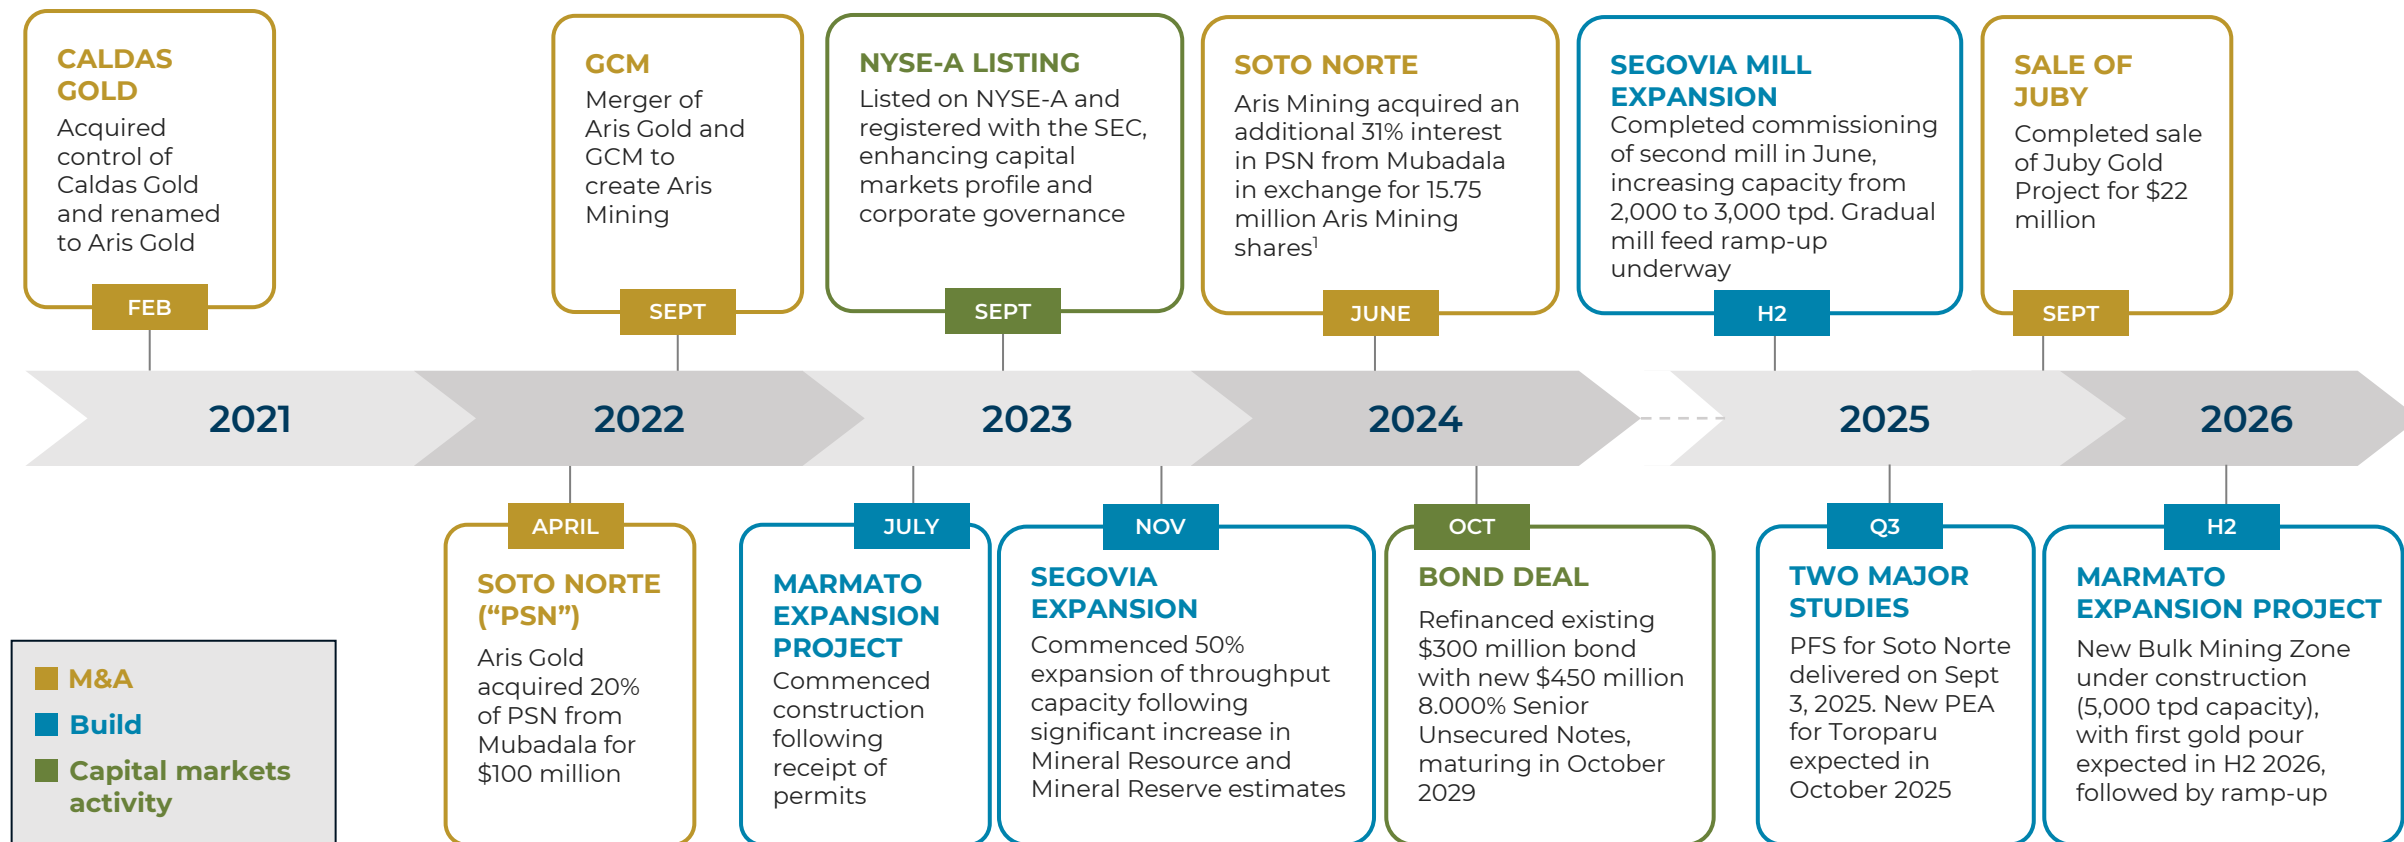 CALDAS
GOLD
Acquired
control of
Caldas Gold
and renamed
to Aris Gold
FEB
GCM
Merger of
Aris Gold and
GCM to
create Aris
Mining
SEPT
NYSE-A LISTING
Listed on NYSE-A and
registered with the SEC,
enhancing capital
markets profile and
corporate governance
SEPT
SOTO NORTE
Aris Mining acquired an
additional 31% interest
in PSN from Mubadala
in exchange for 15.75
million Aris Mining
shares¹
JUNE
SEGOVIA MILL
EXPANSION
Completed commissioning
of second mill in June,
increasing capacity from
2,000 to 3,000 tpd. Gradual
mill feed ramp-up
underway
H2
SALE OF
JUBY
Completed sale
of Juby Gold
Project for $22
million
SEPT
2021
2022
2023
2024
2025
2026
APRIL
SOTO NORTE
(“PSN”)
Aris Gold
acquired 20%
of PSN from
Mubadala for
$100 million
JULY
MARMATO
EXPANSION
PROJECT
Commenced
construction
following
receipt of
permits
NOV
SEGOVIA
EXPANSION
Commenced 50%
expansion of throughput
capacity following
significant increase in
Mineral Resource and
Mineral Reserve estimates
OCT
BOND DEAL
Refinanced existing
$300 million bond
with new $450 million
8.000% Senior
Unsecured Notes,
maturing in October
2029
Q3
TWO MAJOR
STUDIES
PFS for Soto Norte
delivered on Sept
3, 2025. New PEA
for Toroparu
expected in
October 2025
H2
MARMATO
EXPANSION PROJECT
New Bulk Mining Zone
under construction
(5,000 tpd capacity),
with first gold pour
expected in H2 2026,
followed by ramp-up
M&A
Build
Capital markets
activity